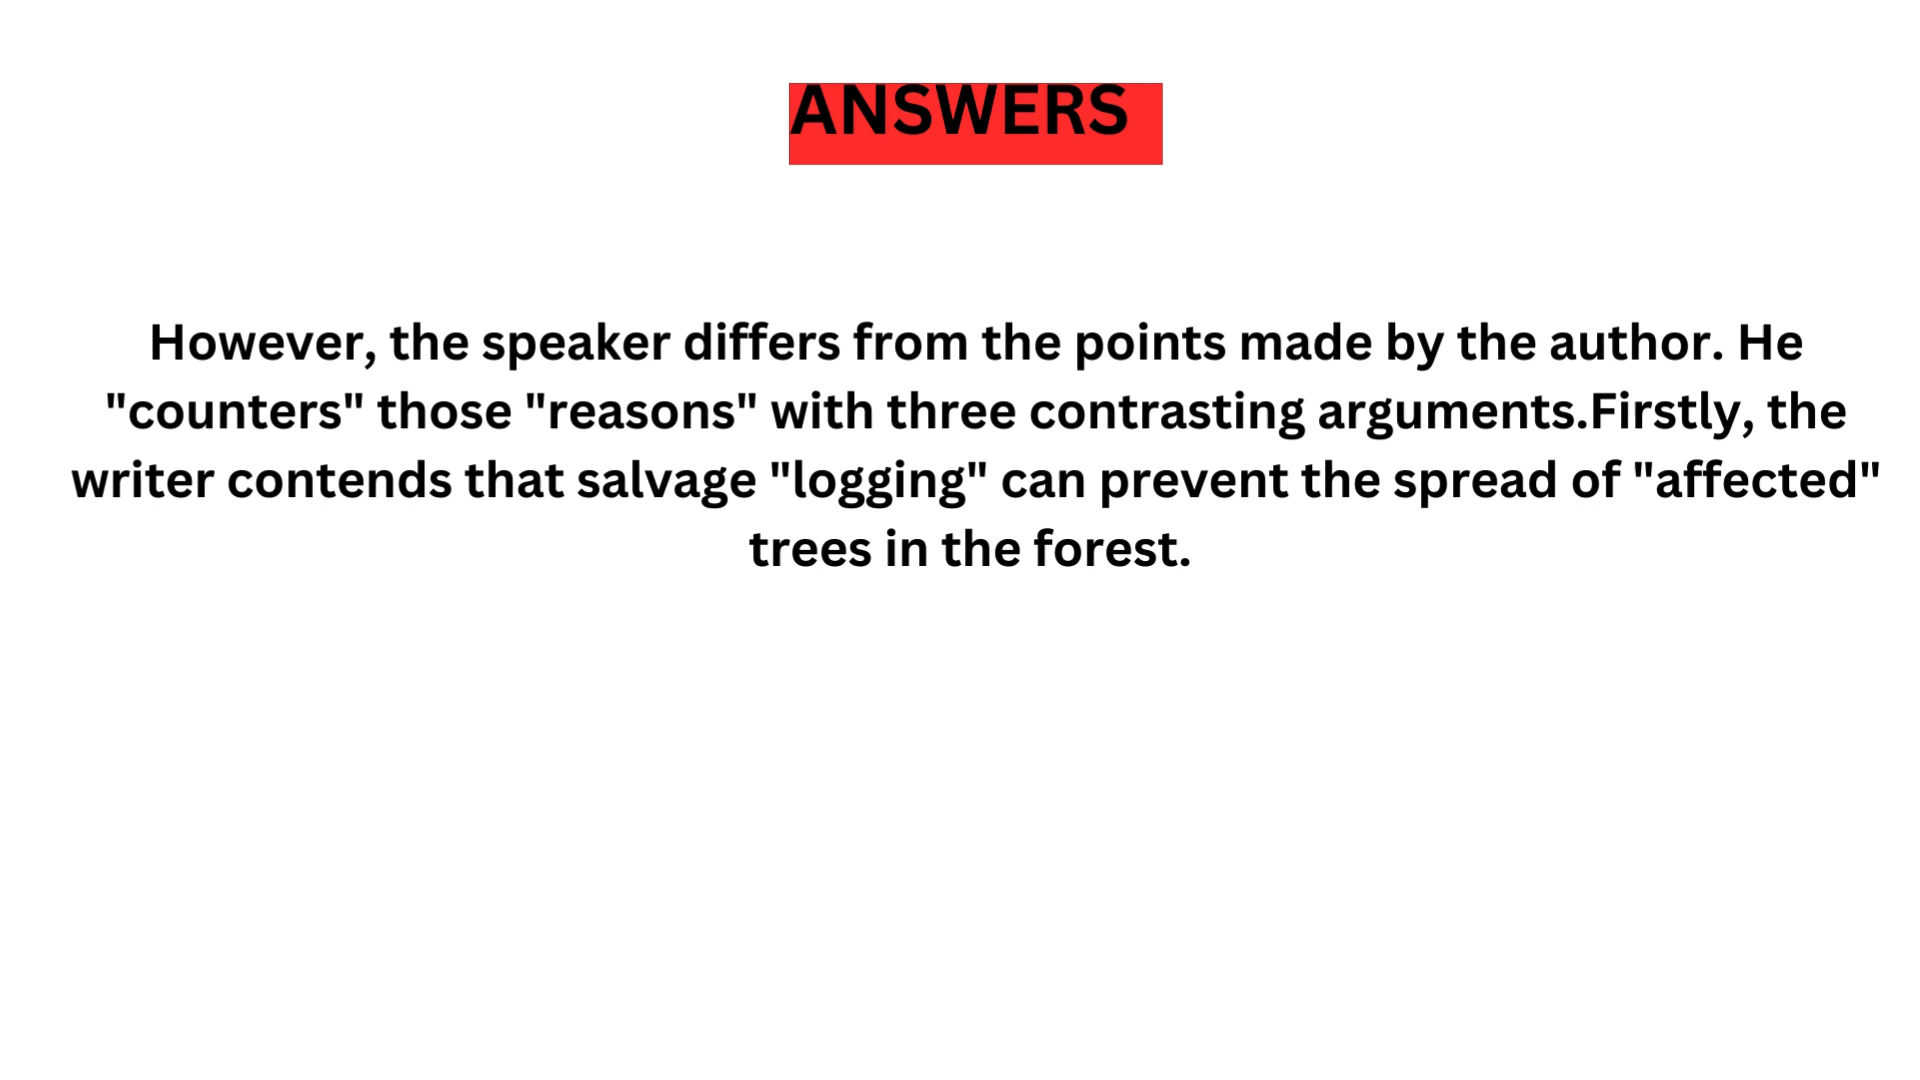 ANSWERS
However, the speaker differs from the points made by the author. He
"counters" those "reasons" with three contrasting arguments.Firstly, the
writer contends that salvage "logging" can prevent the spread of "affected"
trees in the forest.